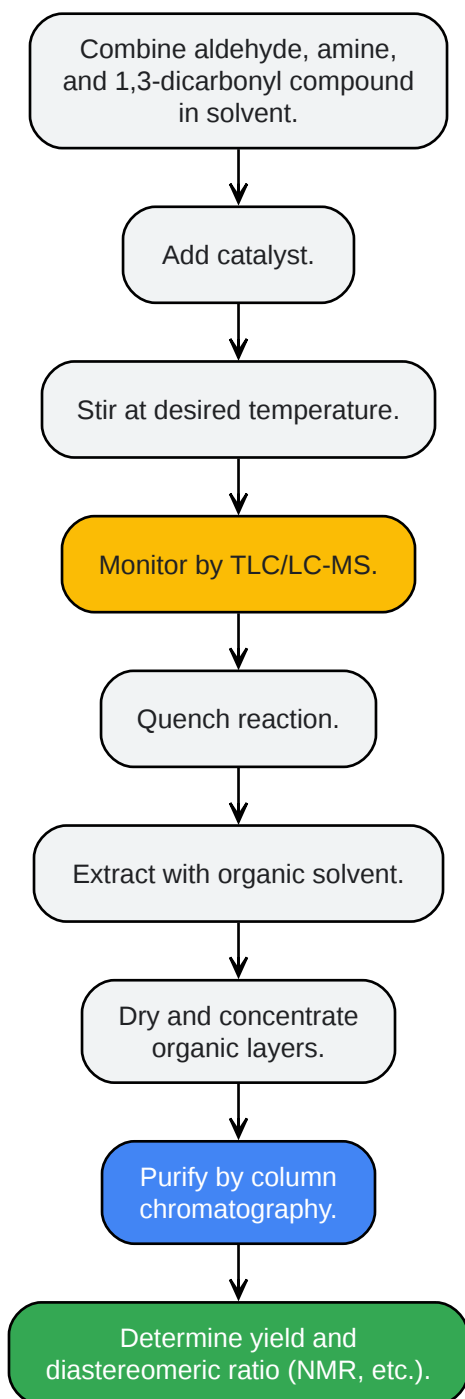 Combine aldehyde, amine,
and 1,3-dicarbonyl compound
in solvent.
Add catalyst.
Stir at desired temperature.
Monitor by TLC/LC-MS.
Quench reaction.
Extract with organic solvent.
Dry and concentrate
organic layers.
Purify by column
chromatography.
Determine yield and
diastereomeric ratio (NMR, etc.).